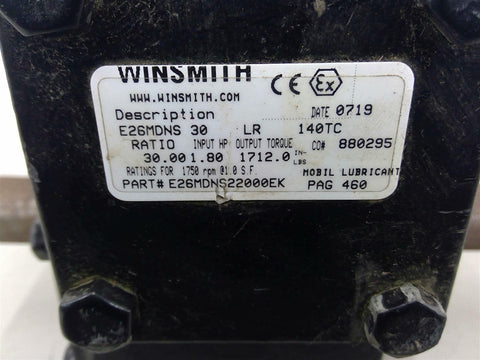 WINSMITH CE Ex
WWW.WINSMITH.COM
Description DATE 0719
E26MDNS 30 LR 140TC
RATIO INPUT HP OUTPUT TORQUE CO# 880295
30.00 1.80 1712.0 IN-LBS
RATINGS FOR 1750 rpm @1.0 S.F. MOBIL LUBRICANT
PART# E26MDNS22000EK PAG 460